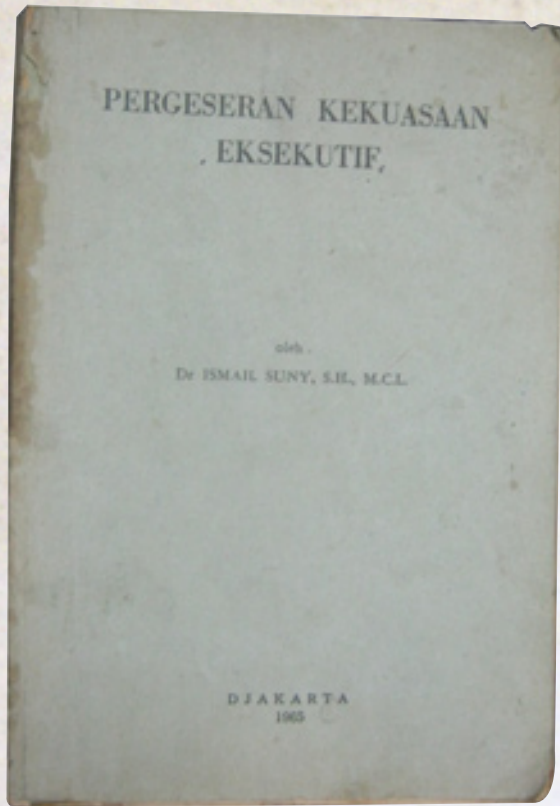 PERGESERAN KEKUASAAN
EKSEKUTIF
oleh
Dr ISMAIL SUNY, S.H., M.C.L.
DJAKARTA
1965